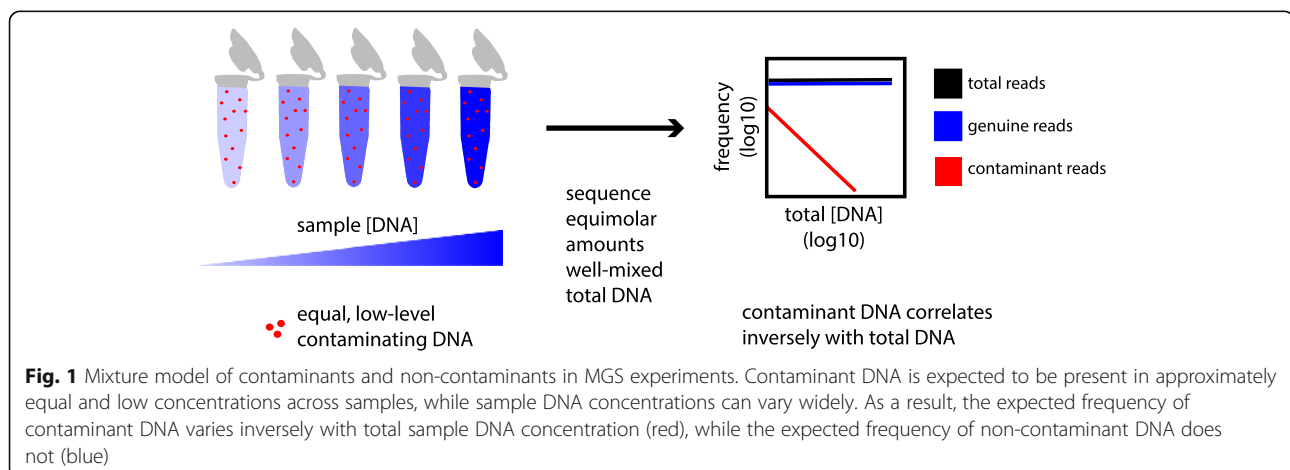 frequency
(log10)
total reads
genuine reads
contaminant reads
total [DNA]
(log10)
sample [DNA]
sequence
equimolar
amounts
well-mixed
total DNA
equal, low-level
contaminating DNA
contaminant DNA correlates
inversely with total DNA
Fig. 1 Mixture model of contaminants and non-contaminants in MGS experiments. Contaminant DNA is expected to be present in approximately
equal and low concentrations across samples, while sample DNA concentrations can vary widely. As a result, the expected frequency of
contaminant DNA varies inversely with total sample DNA concentration (red), while the expected frequency of non-contaminant DNA does
not (blue)